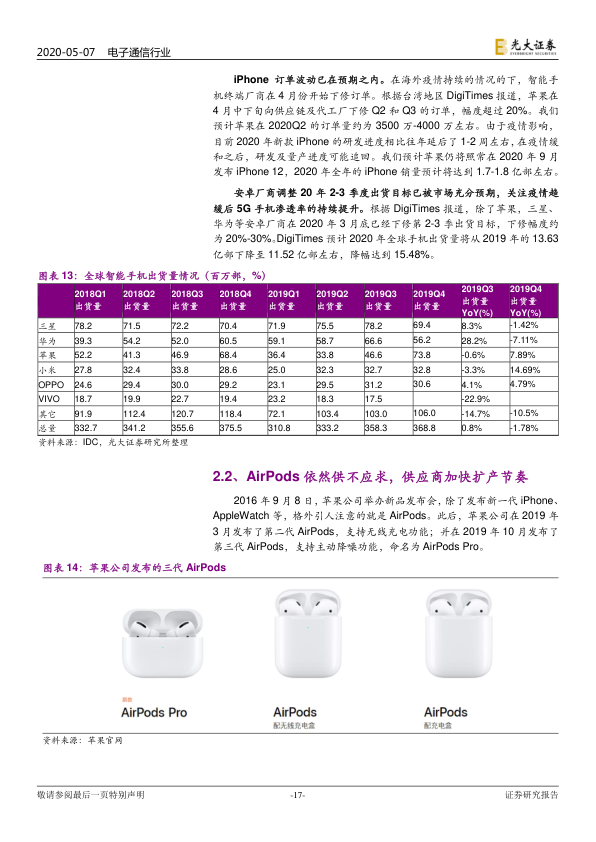 2020-05-07 电子通信行业
光大证券
EVERBRIGHT SECURITIES
iPhone 订单波动已在预期之内。在海外疫情持续的情况的下，智能手
机终端厂商在 4 月份开始下修订单。根据台湾地区 DigiTimes 报道，苹果在
4 月中下旬向供应链及代工厂下修 Q2 和 Q3 的订单，幅度超过 20%。我们
预计苹果在 2020Q2 的订单量约为 3500 万-4000 万左右。由于疫情影响，
目前 2020 年新款 iPhone 的研发进度相比往年延后了 1-2 周左右，在疫情缓
和之后，研发及量产进度可能追回。我们预计苹果仍将照常在 2020 年 9 月
发布 iPhone 12，2020 年全年的 iPhone 销量预计将达到 1.7-1.8 亿部左右。
安卓厂商调整 20 年 2-3 季度出货目标已被市场充分预期，关注疫情趋
缓后 5G 手机渗透率的持续提升。根据 DigiTimes 报道，除了苹果，三星、
华为等安卓厂商在 2020 年 3 月底已经下修第 2-3 季出货目标，下修幅度约
为 20%-30%。DigiTimes 预计 2020 年全球手机出货量将从 2019 年的 13.63
亿部下降至 11.52 亿部左右，降幅达到 15.48%。
图表 13：全球智能手机出货量情况（百万部，%）
2018Q1 出货量 2018Q2 出货量 2018Q3 出货量 2018Q4 出货量 2019Q1 出货量 2019Q2 出货量 2019Q3 出货量 2019Q4 出货量 2019Q3 出货量 YoY(%) 2019Q4 出货量 YoY(%)
三星 78.2 71.5 72.2 70.4 71.9 75.5 78.2 69.4 8.3% -1.42%
华为 39.3 54.2 52.0 60.5 59.1 58.7 66.6 56.2 28.2% -7.11%
苹果 52.2 41.3 46.9 68.4 36.4 33.8 46.6 73.8 -0.6% 7.89%
小米 27.8 32.4 33.8 28.6 25.0 32.3 32.7 32.8 -3.3% 14.69%
OPPO 24.6 29.4 30.0 29.2 23.1 29.5 31.2 30.6 4.1% 4.79%
VIVO 18.7 19.9 22.7 19.4 23.2 18.3 17.5 -22.9%
其它 91.9 112.4 120.7 118.4 72.1 103.4 103.0 106.0 -14.7% -10.5%
总量 332.7 341.2 355.6 375.5 310.8 333.2 358.3 368.8 0.8% -1.78%
资料来源：IDC，光大证券研究所整理
2.2、AirPods 依然供不应求，供应商加快扩产节奏
2016 年 9 月 8 日，苹果公司举办新品发布会，除了发布新一代 iPhone、
AppleWatch 等，格外引人注意的就是 AirPods。此后，苹果公司在 2019 年
3 月发布了第二代 AirPods，支持无线充电功能；并在 2019 年 10 月发布了
第三代 AirPods，支持主动降噪功能，命名为 AirPods Pro。
图表 14：苹果公司发布的三代 AirPods
新款
AirPods Pro
AirPods
配无线充电盒
AirPods
配充电盒
资料来源：苹果官网
敬请参阅最后一页特别声明
-17-
证券研究报告